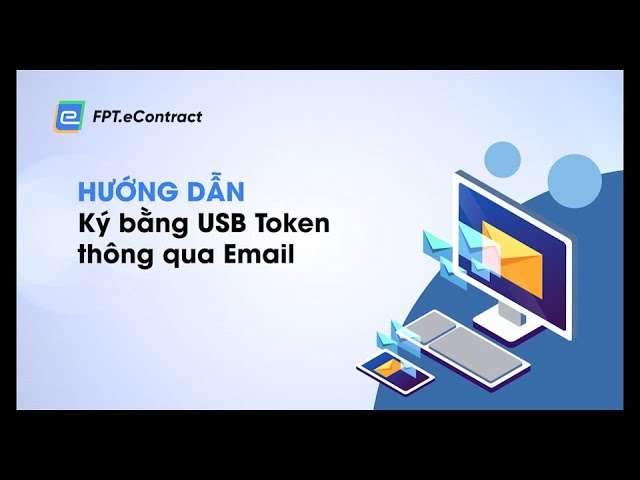 FPT.eContract
HƯỚNG DẪN
Ký bằng USB Token
thông qua Email